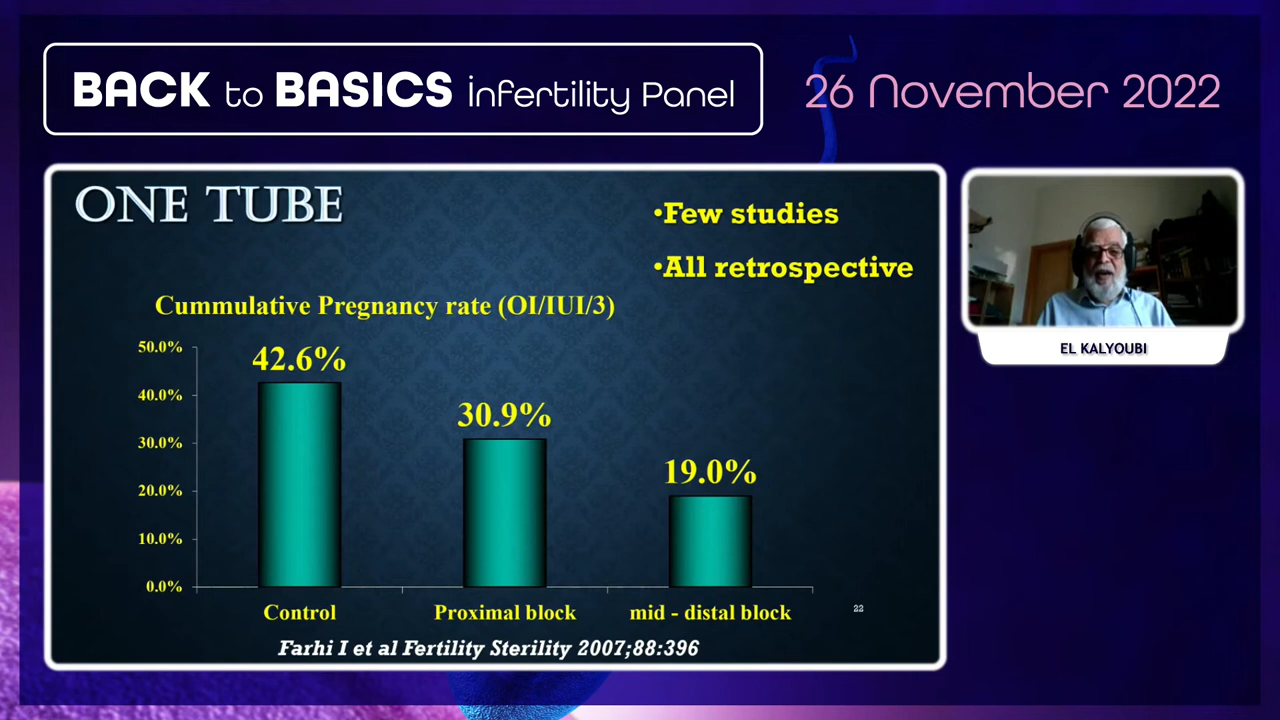 BACK to BASICS infertility Panel
26 November 2022
ONE TUBE
•Few studies
•All retrospective
Cummulative Pregnancy rate (OI/IUI/3)
50.0%
40.0%
30.0%
20.0%
10.0%
0.0%
42.6%
30.9%
19.0%
Control
Proximal block
mid - distal block
22
Farhi I et al Fertility Sterility 2007;88:396
EL KALYOUBI